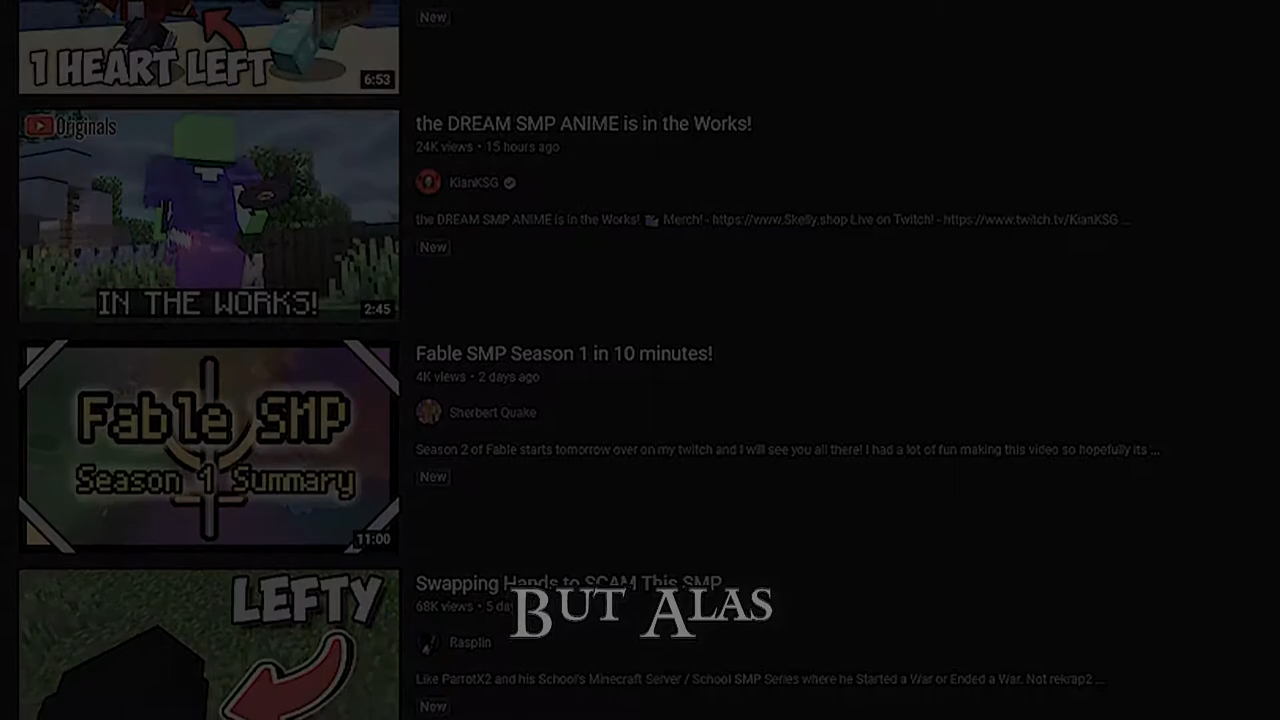 New
1 HEART LEFT
6:53
Originals
the DREAM SMP ANIME is in the Works!
24K views • 15 hours ago
KianKSG
the DREAM SMP ANIME is in the Works! Merch! - https://www.Skelly.shop Live on Twitch! - https://www.twitch.tv/KianKSG ...
New
IN THE WORKS!
2:45
Fable SMP Season 1 in 10 minutes!
4K views • 2 days ago
Fable SMP
Sherbert Quake
Season 2 of Fable starts tomorrow over on my twitch and I will see you all there! I had a lot of fun making this video so hopefully its ...
Season 1 Summary
New
11:00
Swapping Hands to SCAM This SMP
LEFTY
68K views • 5 da
But Alas
Rasplin
Like ParrotX2 and his School's Minecraft Server / School SMP Series where he Started a War or Ended a War. Not rekrap2 ...
New